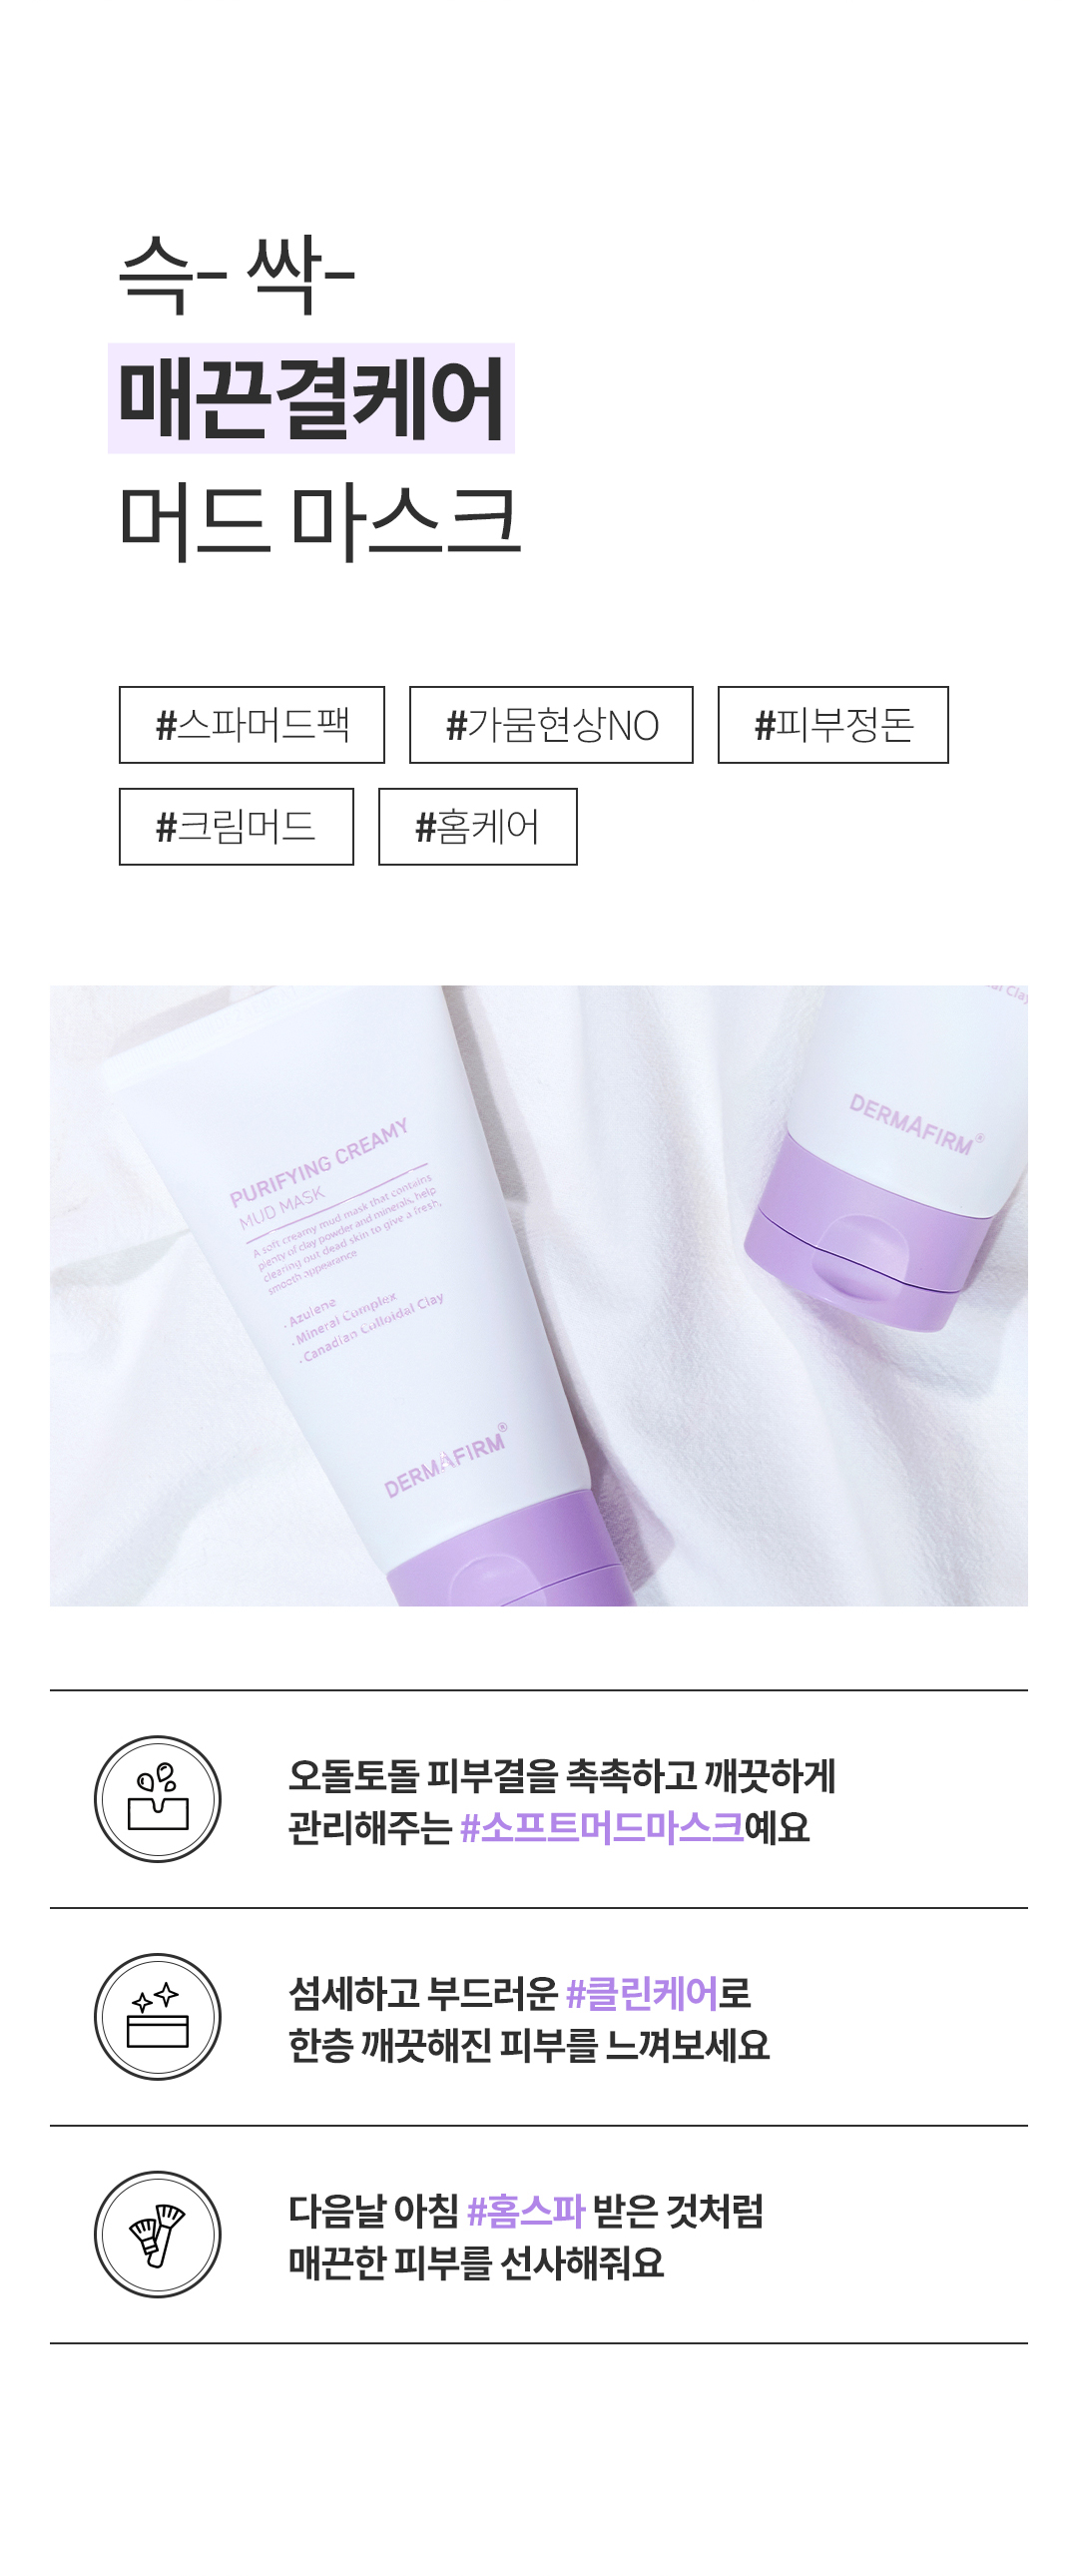 슥- 싹-
매끈결케어
머드 마스크
#스파머드팩 #가뭄현상NO #피부정돈
#크림머드 #홈케어
PURIFYING CREAMY
MUD MASK
A soft creamy mud mask that contains
plenty of clay powder and minerals, help
clearing out dead skin to give a fresh,
smooth appearance
· Azulene
· Mineral Complex
· Canadian Colloidal Clay
DERMAFIRM®
Clay
DERMAFIRM®
오돌토돌 피부결을 촉촉하고 깨끗하게
관리해주는 #소프트머드마스크예요
섬세하고 부드러운 #클린케어로
한층 깨끗해진 피부를 느껴보세요
다음날 아침 #홈스파 받은 것처럼
매끈한 피부를 선사해줘요